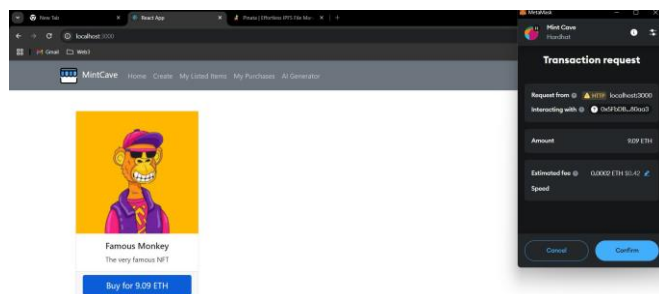 New Tab
React App
Pinata | Effortless IPFS File Ma
localhost:3000
Gmail
Web3
MintCave Home Create My Listed Items My Purchases AI Generator
Famous Monkey
The very famous NFT
Buy for 9.09 ETH
MetaMask
Mint Cave
Hardhat
Transaction request
Request from HTTP localhost:3000
Interacting with 0x5FbDB...80aa3
Amount 9.09 ETH
Estimated fee 0.0002 ETH $0.42
Speed
Cancel Confirm